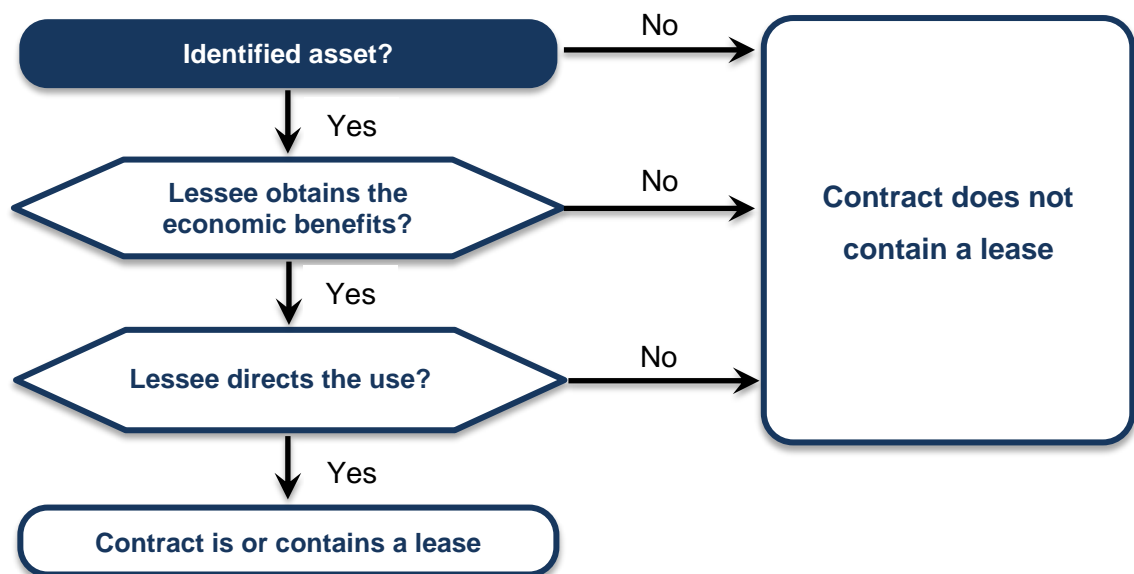 Identified asset?
No
Yes
Lessee obtains the
economic benefits?
No
Contract does not
contain a lease
Yes
Lessee directs the use?
No
Yes
Contract is or contains a lease